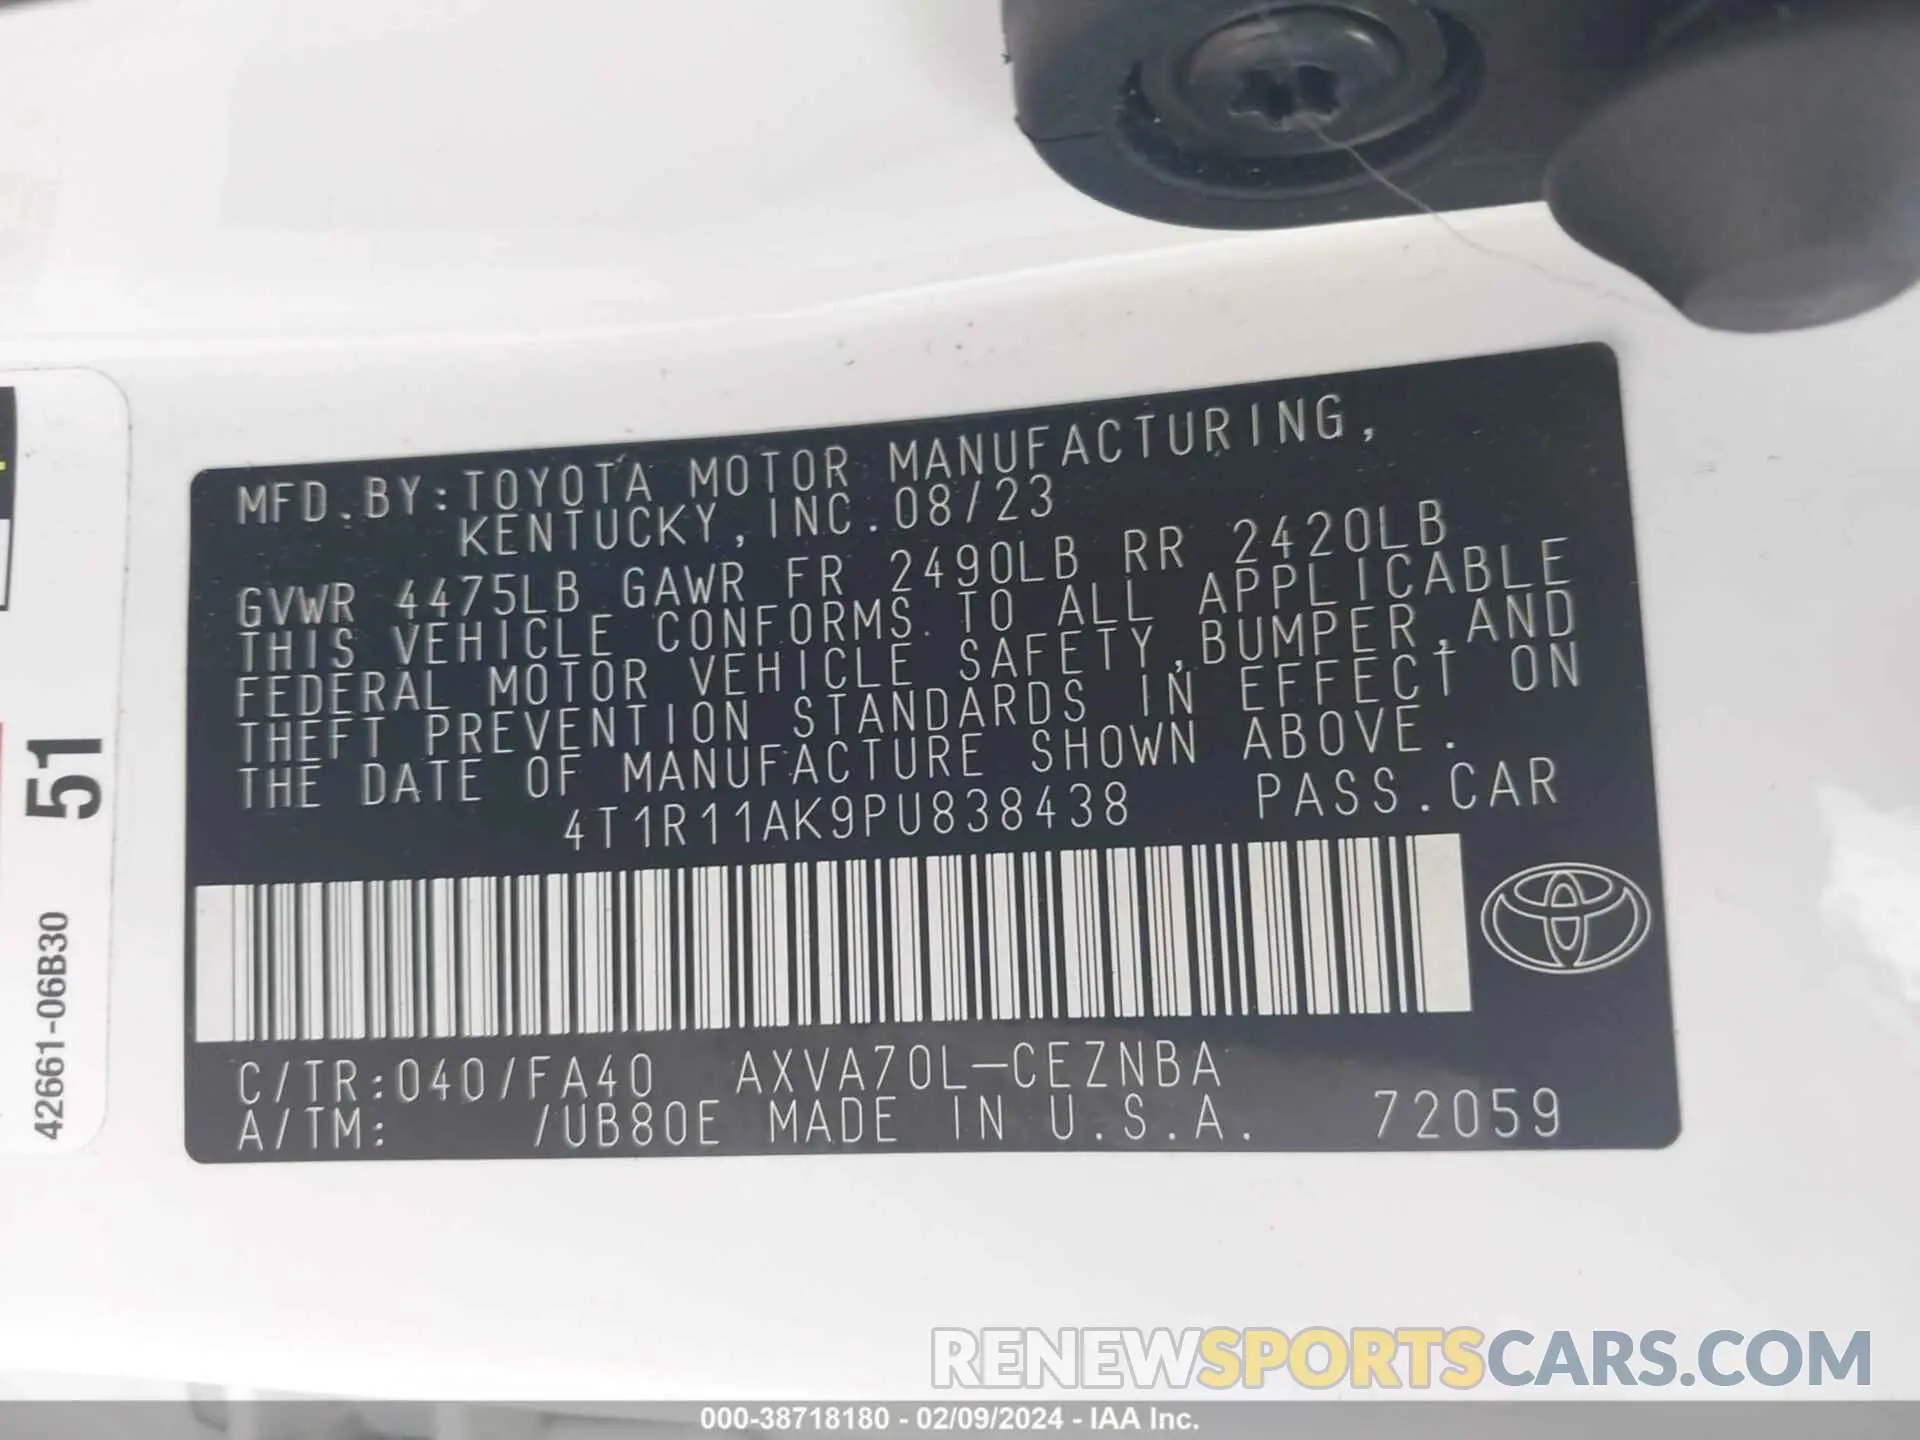 MFD.BY:TOYOTA MOTOR MANUFACTURING,
KENTUCKY,INC.08/23
GVWR 4475LB GAWR FR 2490LB RR 2420LB
THIS VEHICLE CONFORMS TO ALL APPLICABLE
FEDERAL MOTOR VEHICLE SAFETY,BUMPER,AND
THEFT PREVENTION STANDARDS IN EFFECT ON
THE DATE OF MANUFACTURE SHOWN ABOVE.
4T1R11AK9PU838438 PASS.CAR
C/TR:040/FA40 AXVA70L-CEZNBA
A/TM: /UB80E MADE IN U.S.A. 72059
51
42661-06B30
RENEWSPORTSCARS.COM
000-38718180 - 02/09/2024 - IAA Inc.